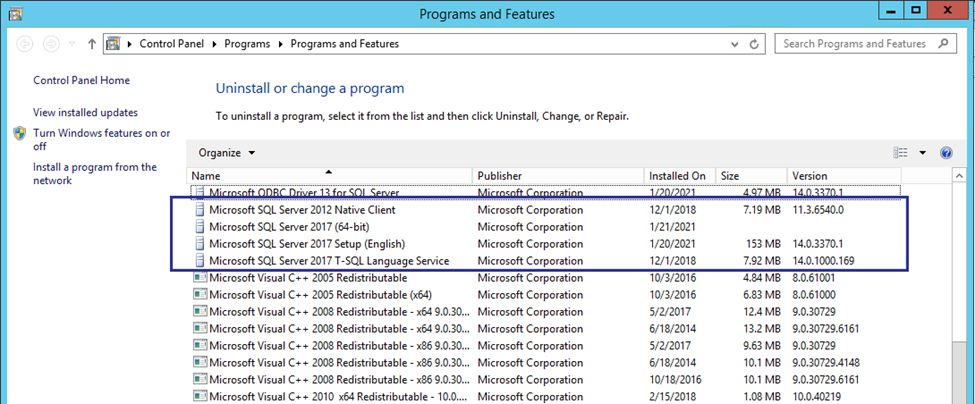 Programs and Features
Control Panel Programs Programs and Features
Search Programs and Features
Control Panel Home
View installed updates
Turn Windows features on or
off
Install a program from the
network
Uninstall or change a program
To uninstall a program, select it from the list and then click Uninstall, Change, or Repair.
Organize
Name Publisher Installed On Size Version
Microsoft ODBC Driver 13 for SQL Server Microsoft Corporation 1/20/2021 4.97 MB 14.0.3370.1
Microsoft SQL Server 2012 Native Client Microsoft Corporation 12/1/2018 7.19 MB 11.3.6540.0
Microsoft SQL Server 2017 (64-bit) Microsoft Corporation 1/21/2021
Microsoft SQL Server 2017 Setup (English) Microsoft Corporation 1/20/2021 153 MB 14.0.3370.1
Microsoft SQL Server 2017 T-SQL Language Service Microsoft Corporation 12/1/2018 7.92 MB 14.0.1000.169
Microsoft Visual C++ 2005 Redistributable Microsoft Corporation 10/3/2016 4.84 MB 8.0.61001
Microsoft Visual C++ 2005 Redistributable (x64) Microsoft Corporation 10/3/2016 6.83 MB 8.0.61000
Microsoft Visual C++ 2008 Redistributable - x64 9.0.30... Microsoft Corporation 5/2/2017 12.4 MB 9.0.30729
Microsoft Visual C++ 2008 Redistributable - x64 9.0.30... Microsoft Corporation 6/18/2014 13.2 MB 9.0.30729.6161
Microsoft Visual C++ 2008 Redistributable - x86 9.0.30... Microsoft Corporation 5/2/2017 9.63 MB 9.0.30729
Microsoft Visual C++ 2008 Redistributable - x86 9.0.30... Microsoft Corporation 6/18/2014 10.1 MB 9.0.30729.4148
Microsoft Visual C++ 2008 Redistributable - x86 9.0.30... Microsoft Corporation 10/18/2016 10.1 MB 9.0.30729.6161
Microsoft Visual C++ 2010 x64 Redistributable - 10.0.... Microsoft Corporation 2/15/2018 1.08 MB 10.0.40219